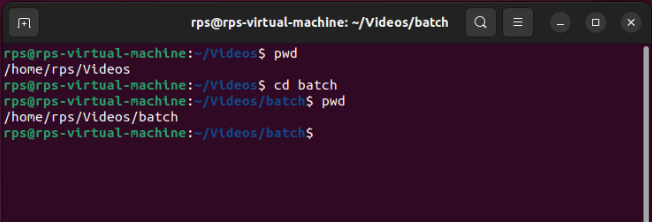 rps@rps-virtual-machine: ~/Videos/batch
rps@rps-virtual-machine:~/Videos$ pwd
/home/rps/Videos
rps@rps-virtual-machine:~/Videos$ cd batch
rps@rps-virtual-machine:~/Videos/batch$ pwd
/home/rps/Videos/batch
rps@rps-virtual-machine:~/Videos/batch$